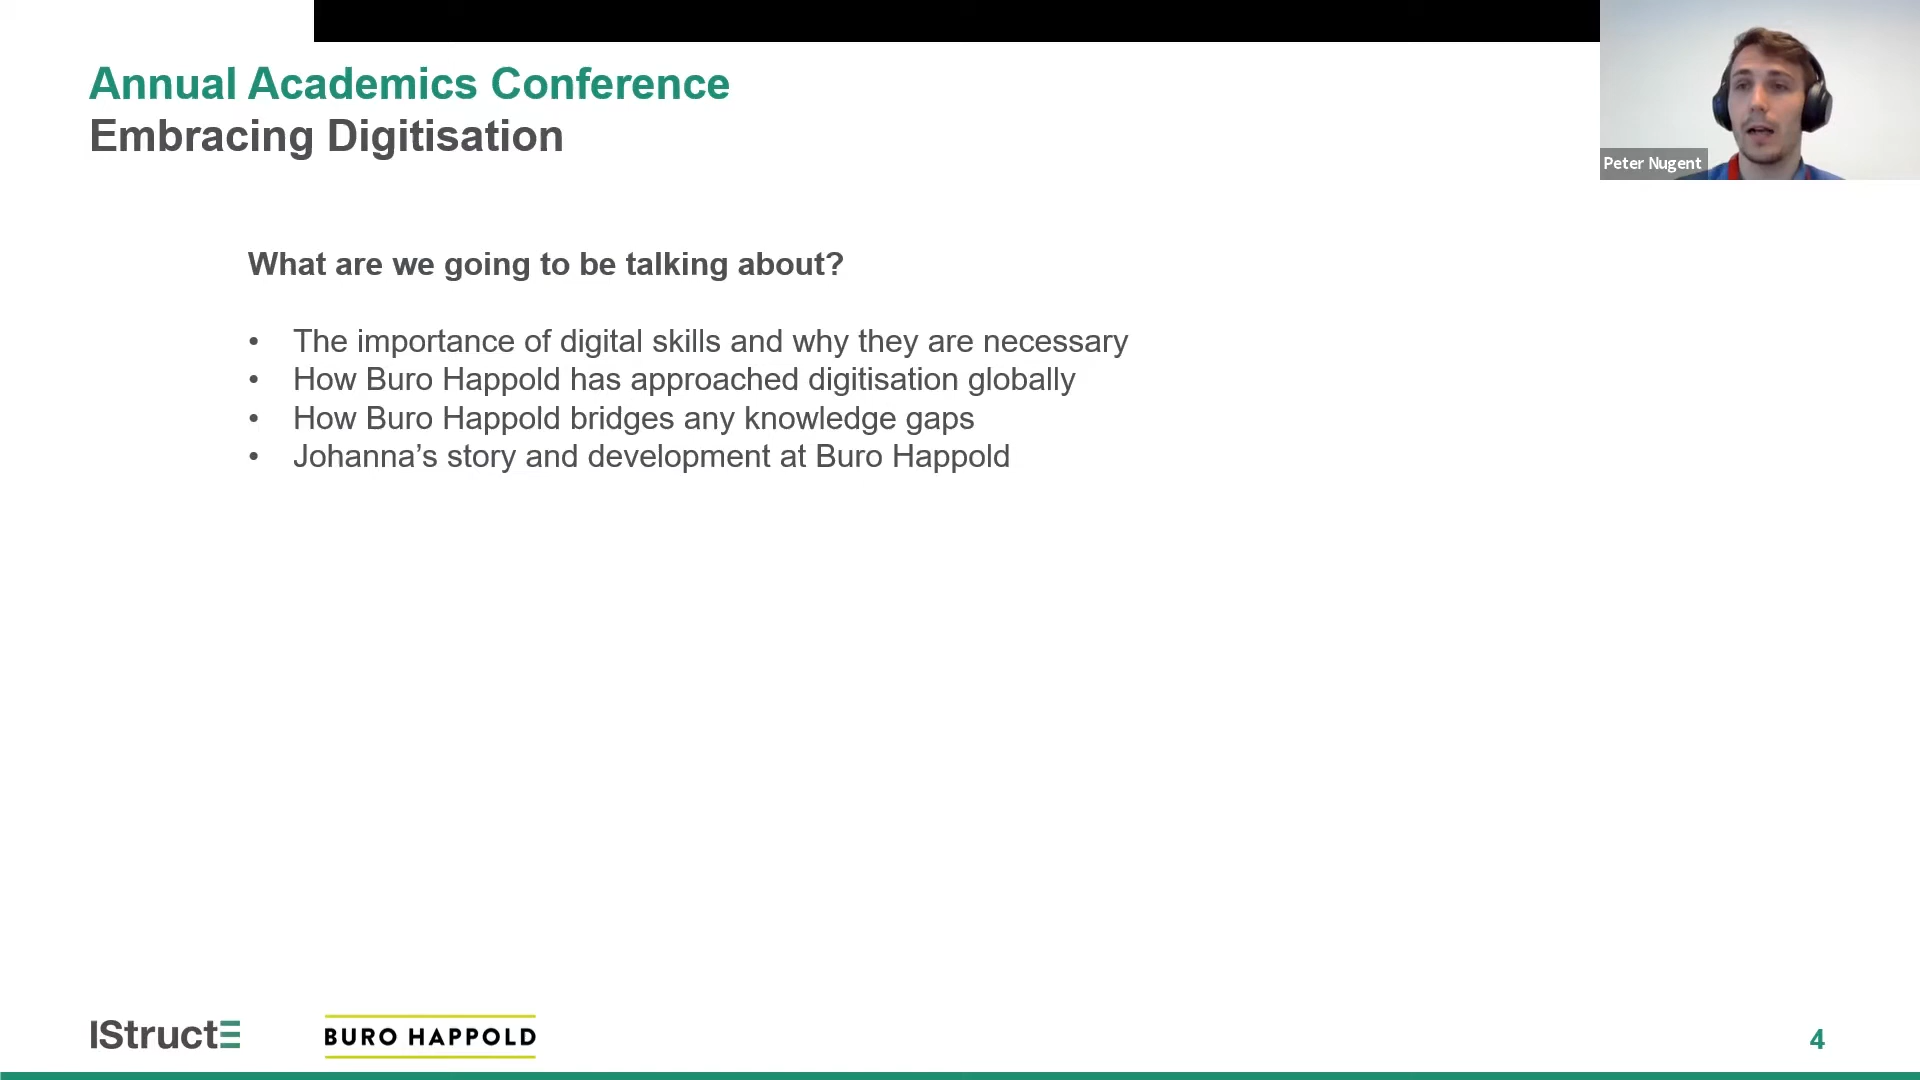 Annual Academics Conference
Embracing Digitisation
Peter Nugent
What are we going to be talking about?
• The importance of digital skills and why they are necessary
• How Buro Happold has approached digitisation globally
• How Buro Happold bridges any knowledge gaps
• Johanna’s story and development at Buro Happold
IStructE
BURO HAPPOLD
4